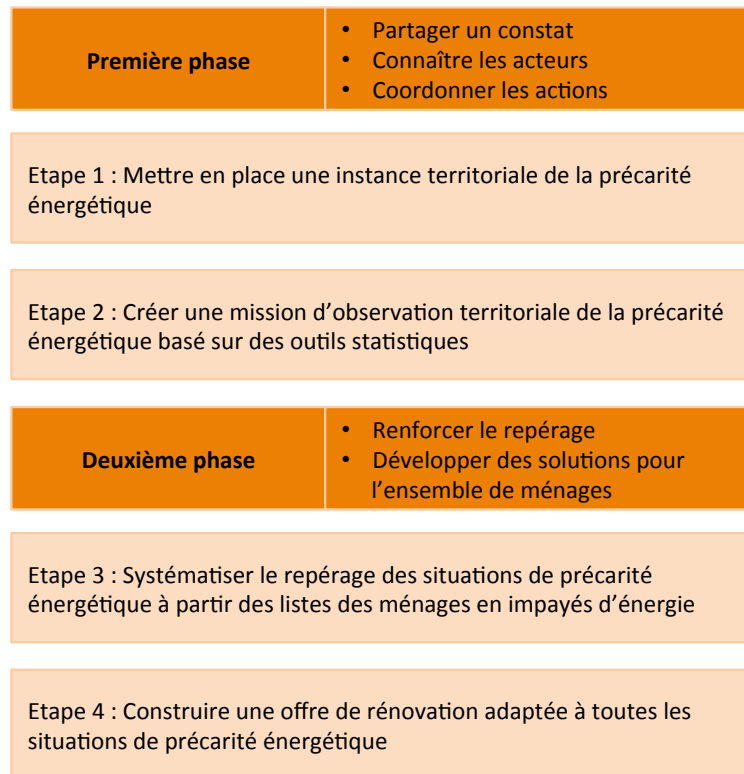 Première phase
• Partager un constat
• Connaître les acteurs
• Coordonner les actions
Etape 1 : Mettre en place une instance territoriale de la précarité
énergétique
Etape 2 : Créer une mission d’observation territoriale de la précarité
énergétique basé sur des outils statistiques
Deuxième phase
• Renforcer le repérage
• Développer des solutions pour
l’ensemble de ménages
Etape 3 : Systématiser le repérage des situations de précarité
énergétique à partir des listes des ménages en impayés d’énergie
Etape 4 : Construire une offre de rénovation adaptée à toutes les
situations de précarité énergétique